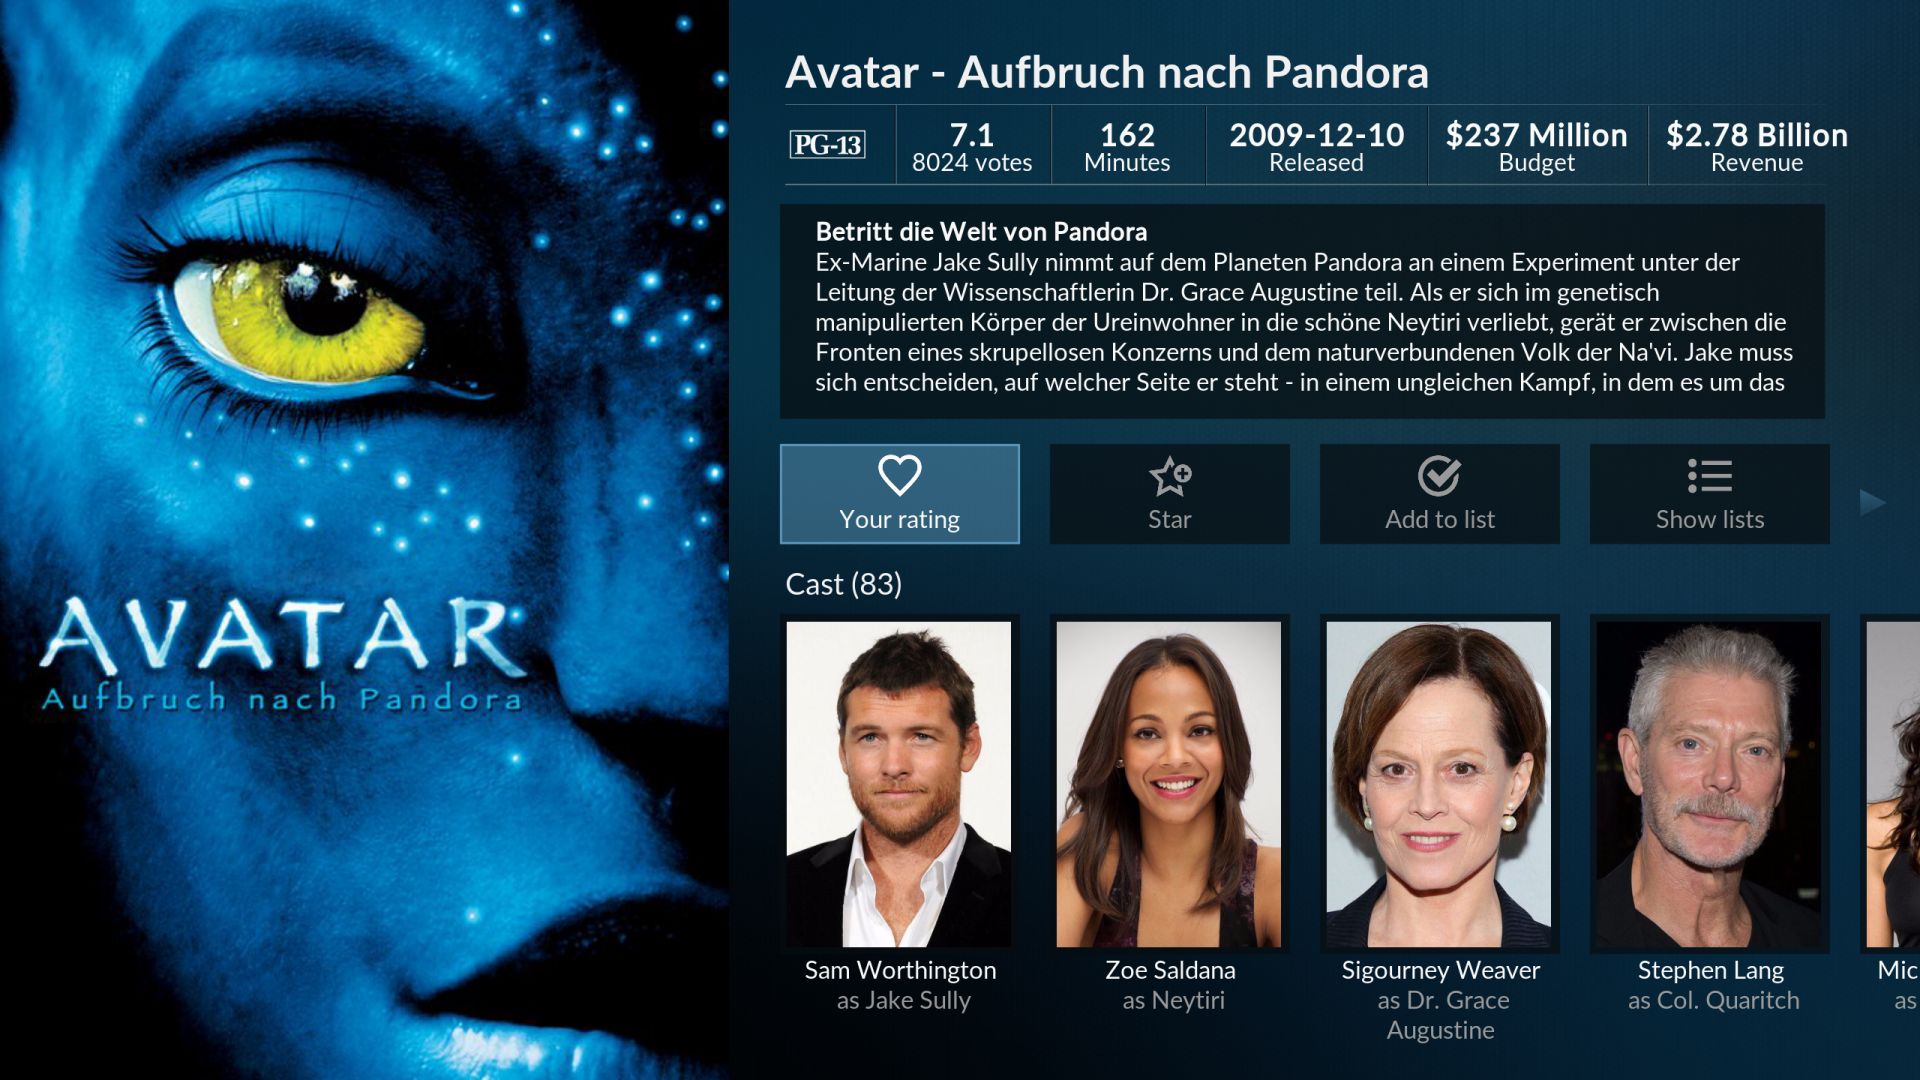 AVATAR
Aufbruch nach Pandora
Avatar - Aufbruch nach Pandora
PG-13
7.1
8024 votes
162
Minutes
2009-12-10
Released
$237 Million
Budget
$2.78 Billion
Revenue
Betritt die Welt von Pandora
Ex-Marine Jake Sully nimmt auf dem Planeten Pandora an einem Experiment unter der
Leitung der Wissenschaftlerin Dr. Grace Augustine teil. Als er sich im genetisch
manipulierten Körper der Ureinwohner in die schöne Neytiri verliebt, gerät er zwischen die
Fronten eines skrupellosen Konzerns und dem naturverbundenen Volk der Na'vi. Jake muss
sich entscheiden, auf welcher Seite er steht - in einem ungleichen Kampf, in dem es um das
Your rating
Star
Add to list
Show lists
Cast (83)
Sam Worthington
as Jake Sully
Zoe Saldana
as Neytiri
Sigourney Weaver
as Dr. Grace
Augustine
Stephen Lang
as Col. Quaritch
Mic
as